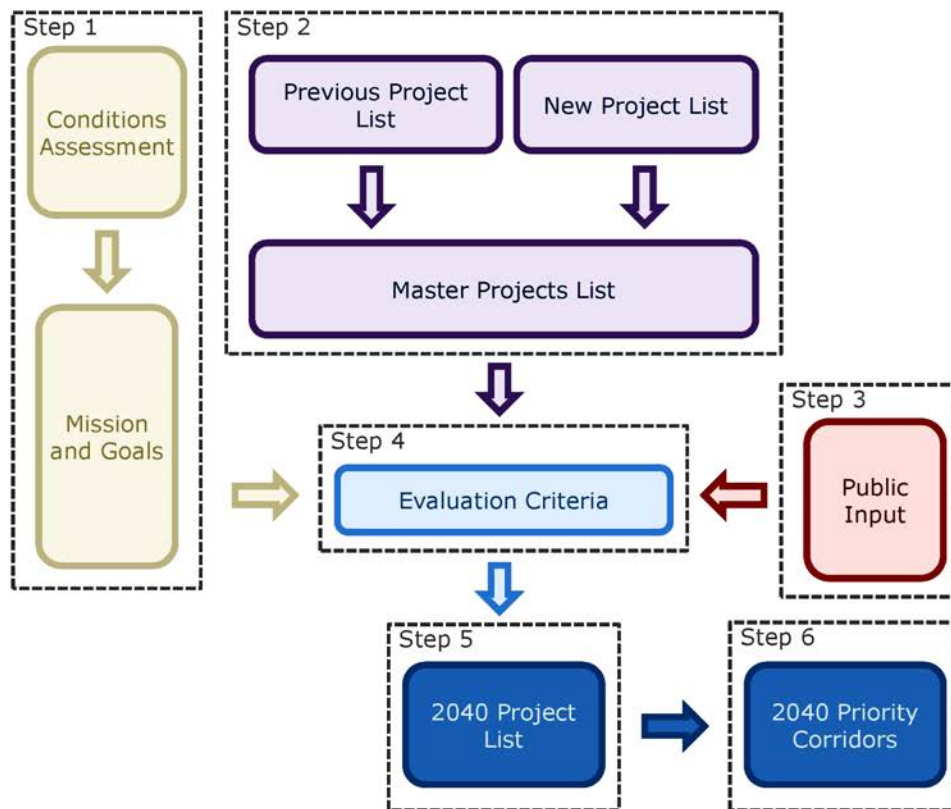 Step 1
Conditions
Assessment
Mission
and Goals
Step 2
Previous Project
List
New Project List
Master Projects List
Step 3
Public
Input
Step 4
Evaluation Criteria
Step 5
2040 Project
List
Step 6
2040 Priority
Corridors